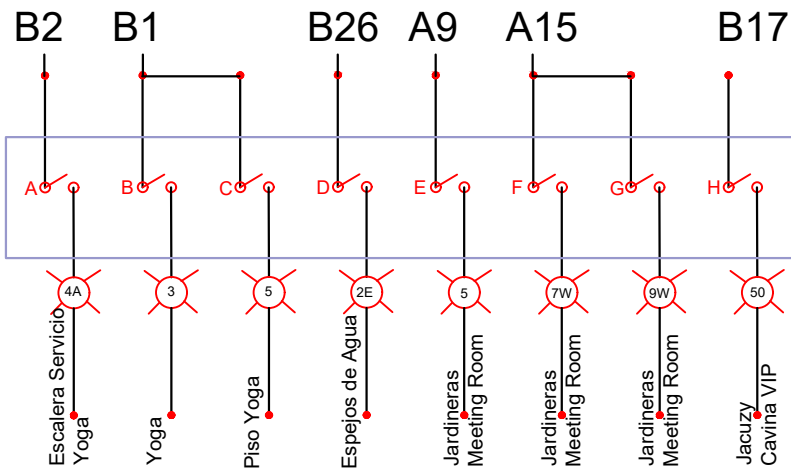 B2 B1 B26 A9 A15 B17
A B C D E F G H
4A 3 5 2E 5 7W 9W 50
Escalera Servicio
Yoga
Yoga
Piso Yoga
Espejos de Agua
Jardineras
Meeting Room
Jardineras
Meeting Room
Jardineras
Meeting Room
Jacuzy
Cavina VIP